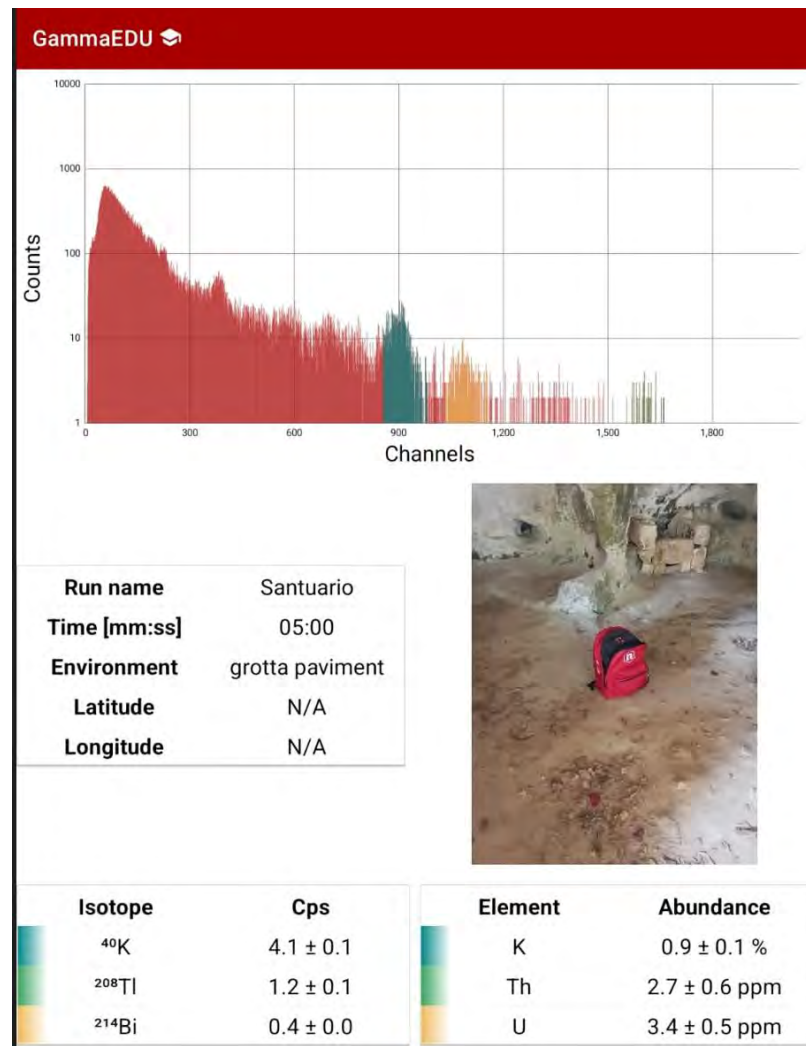 GammaEDU
10000
1000
100
10
1
Counts
0 300 600 900 1,200 1,500 1,800
Channels
Run name Santuario
Time [mm:ss] 05:00
Environment grotta paviment
Latitude N/A
Longitude N/A
Isotope Cps
⁴⁰K 4.1 ± 0.1
²⁰⁸Tl 1.2 ± 0.1
²¹⁴Bi 0.4 ± 0.0
Element Abundance
K 0.9 ± 0.1 %
Th 2.7 ± 0.6 ppm
U 3.4 ± 0.5 ppm